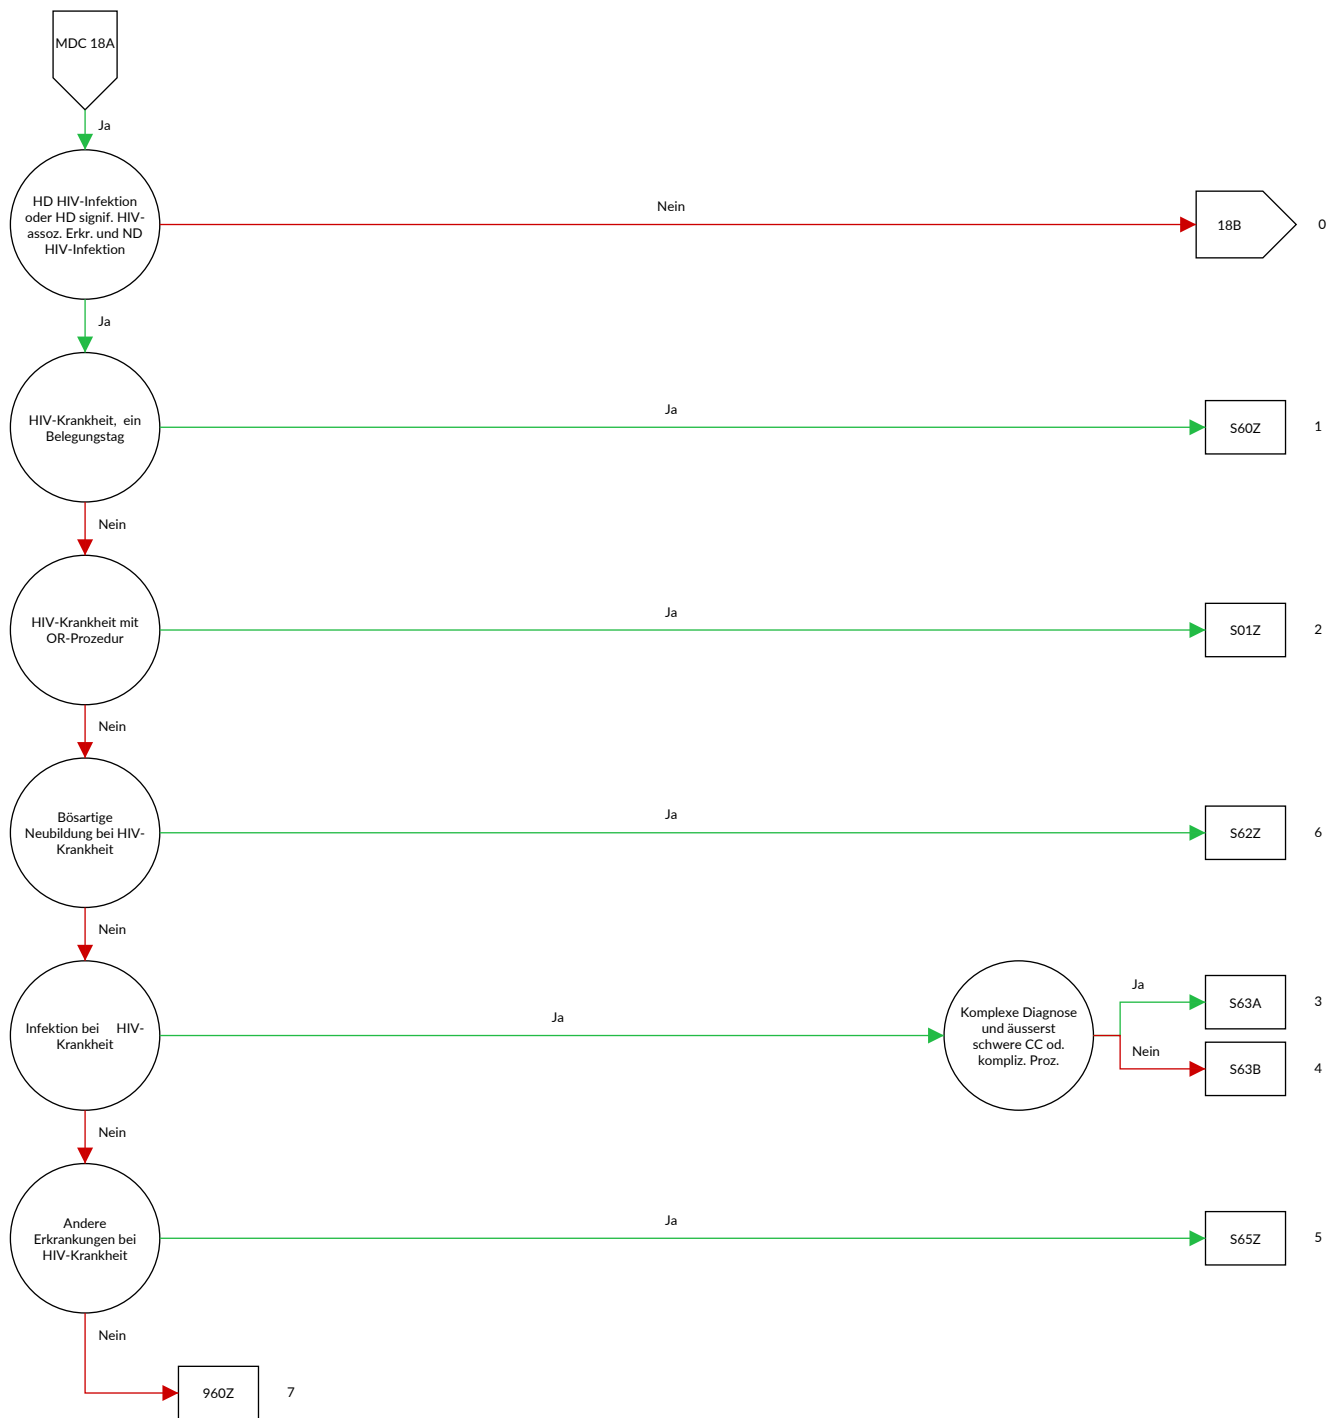 MDC 18A
Ja
HD HIV-Infektion
oder HD signif. HIV-
assoz. Erkr. und ND
HIV-Infektion
Nein
18B
0
Ja
HIV-Krankheit, ein
Belegungstag
Ja
S60Z
1
Nein
HIV-Krankheit mit
OR-Prozedur
Ja
S01Z
2
Nein
Bösartige
Neubildung bei HIV-
Krankheit
Ja
S62Z
6
Nein
Infektion bei HIV-
Krankheit
Ja
Komplexe Diagnose
und äusserst
schwere CC od.
kompliz. Proz.
Ja
S63A
3
Nein
S63B
4
Nein
Andere
Erkrankungen bei
HIV-Krankheit
Ja
S65Z
5
Nein
960Z
7